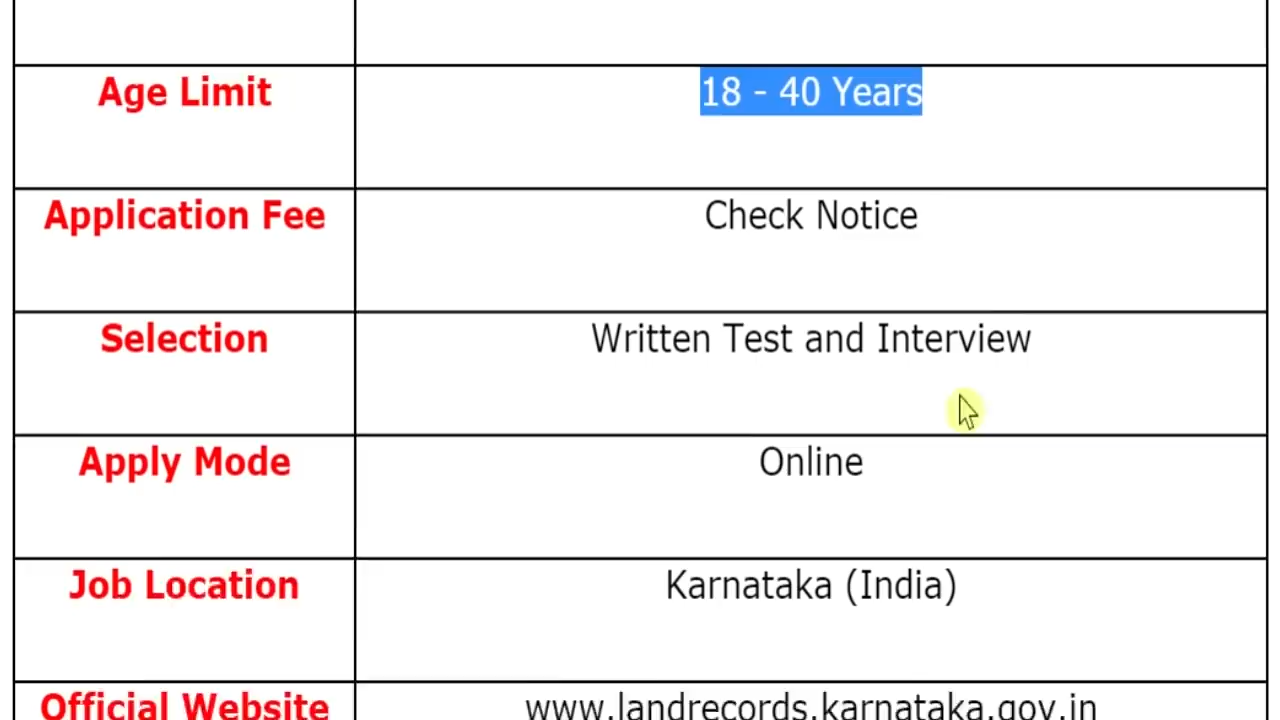 Age Limit
18 - 40 Years
Application Fee
Check Notice
Selection
Written Test and Interview
Apply Mode
Online
Job Location
Karnataka (India)
Official Website
www.landrecords.karnataka.gov.in